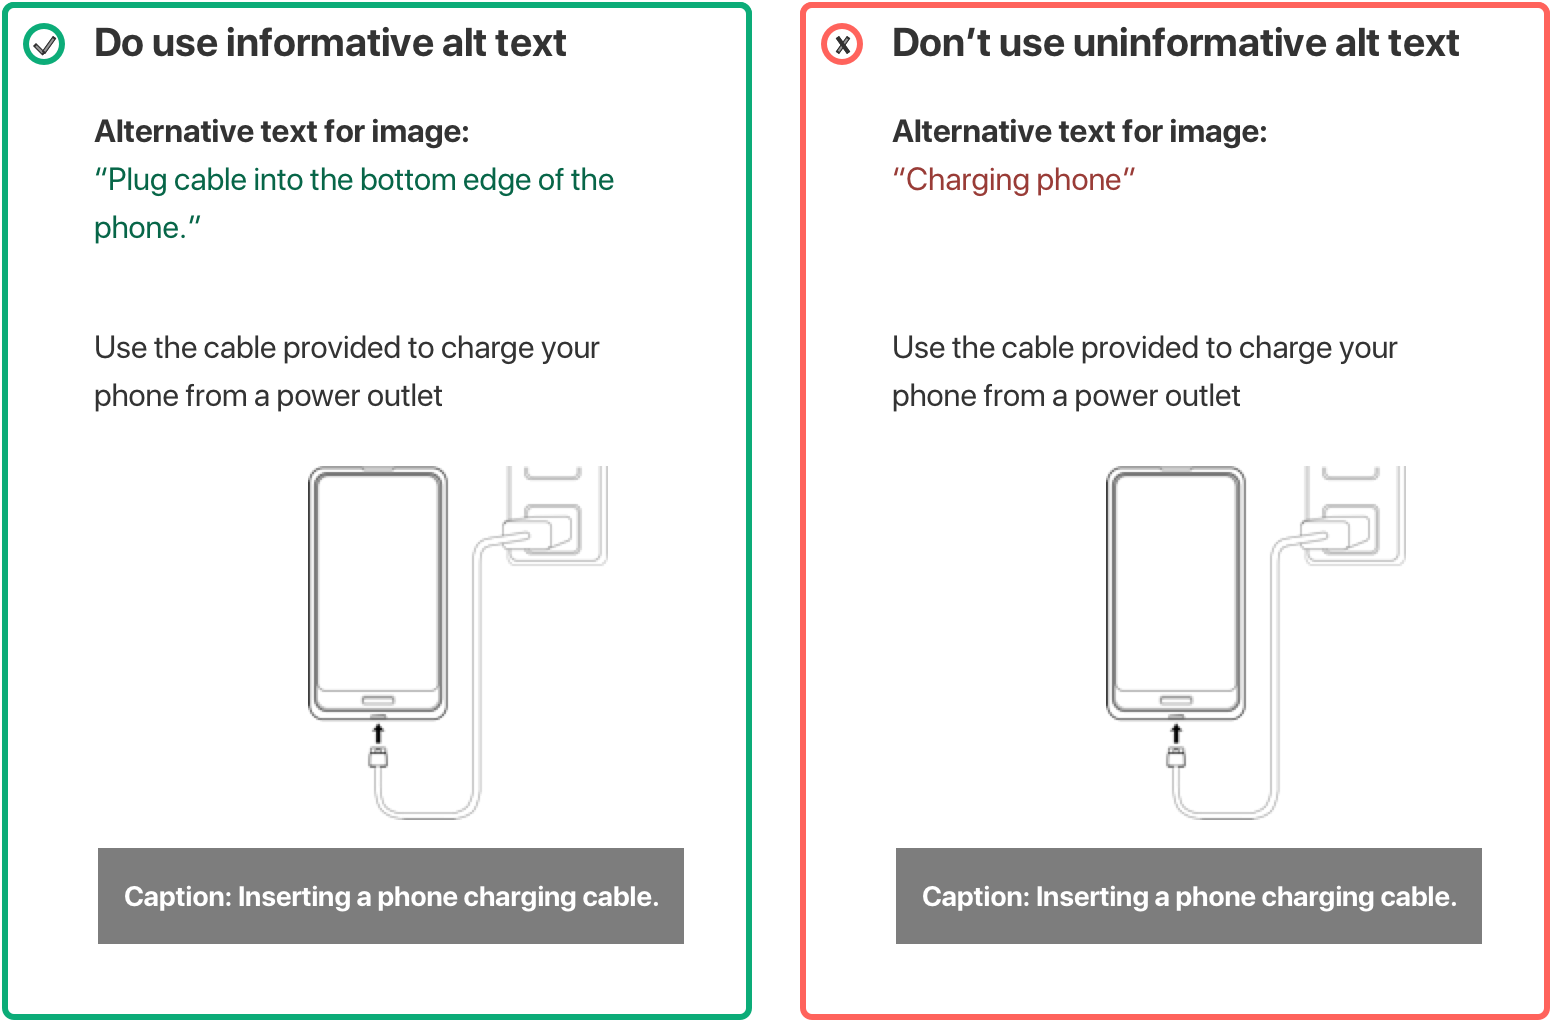 Do use informative alt text
Alternative text for image:
“Plug cable into the bottom edge of the
phone.”
Use the cable provided to charge your
phone from a power outlet
Caption: Inserting a phone charging cable.
Don’t use uninformative alt text
Alternative text for image:
“Charging phone”
Use the cable provided to charge your
phone from a power outlet
Caption: Inserting a phone charging cable.